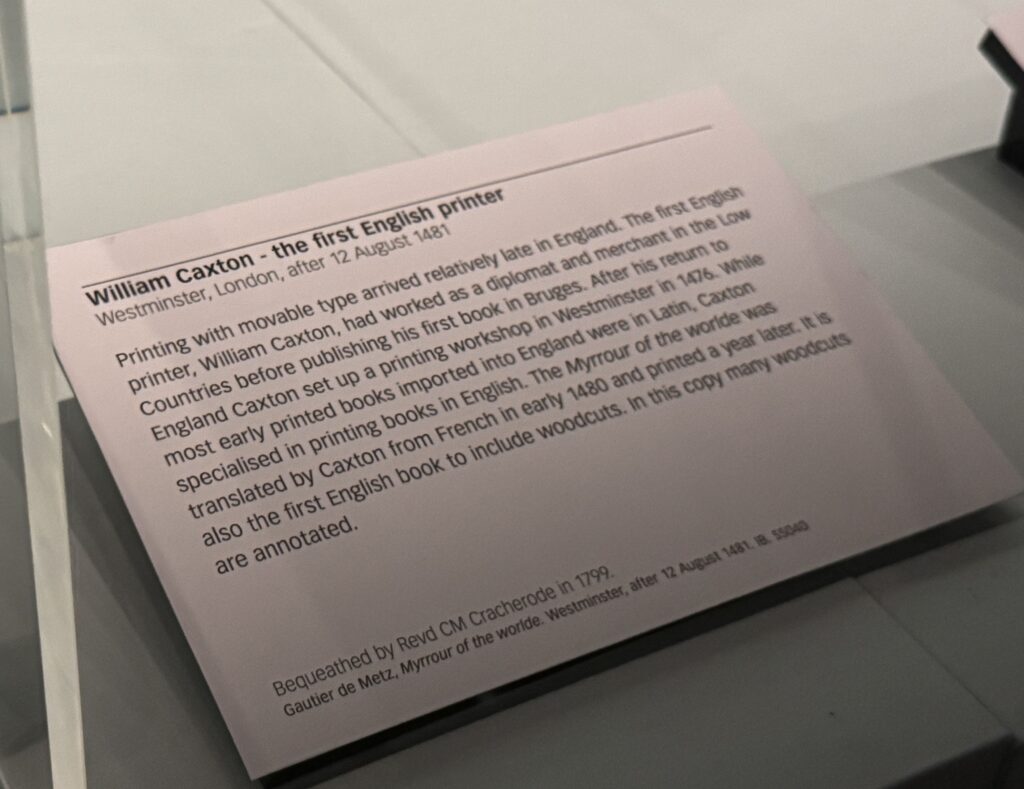 William Caxton - the first English printer
Westminster, London, after 12 August 1481
Printing with movable type arrived relatively late in England. The first English
printer, William Caxton, had worked as a diplomat and merchant in the Low
Countries before publishing his first book in Bruges. After his return to
England Caxton set up a printing workshop in Westminster in 1476. While
most early printed books imported into England were in Latin, Caxton
specialised in printing books in English. The Myrrour of the worlde was
translated by Caxton from French in early 1480 and printed a year later. It is
also the first English book to include woodcuts. In this copy many woodcuts
are annotated.
Bequeathed by Revd CM Cracherode in 1799.
Gautier de Metz, Myrrour of the worlde. Westminster, after 12 August 1481. IB. 55040